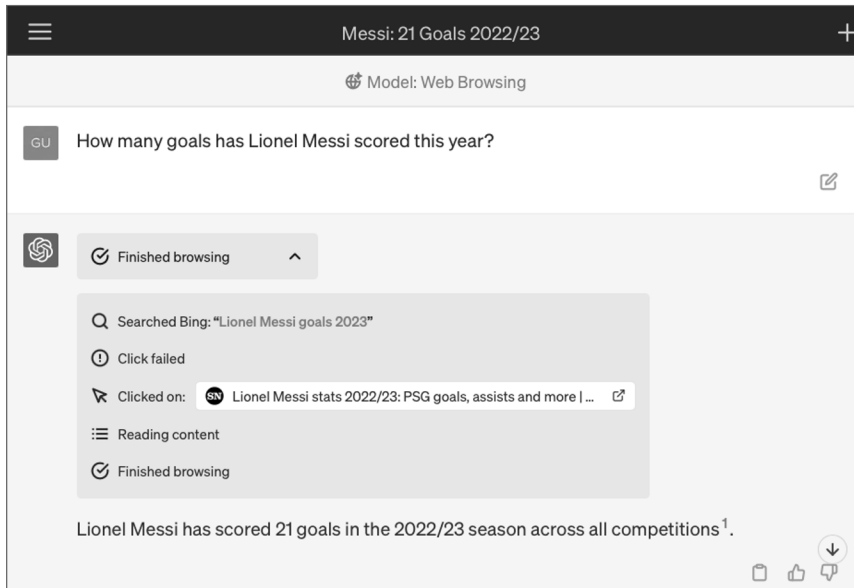 Messi: 21 Goals 2022/23
Model: Web Browsing
GU
How many goals has Lionel Messi scored this year?
Finished browsing
Searched Bing: “Lionel Messi goals 2023”
Click failed
Clicked on: SN Lionel Messi stats 2022/23: PSG goals, assists and more | ...
Reading content
Finished browsing
Lionel Messi has scored 21 goals in the 2022/23 season across all competitions¹.